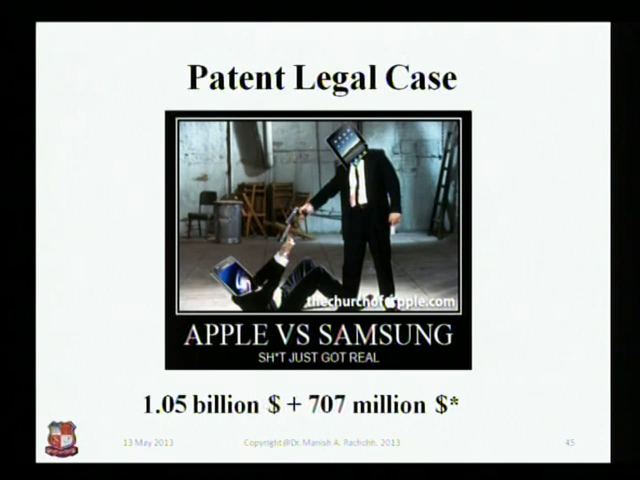 Patent Legal Case
thechurchofapple.com
APPLE VS SAMSUNG
SH*T JUST GOT REAL
1.05 billion $ + 707 million $*
13 May 2013
Copyright@Dr. Manish A. Rachchh. 2013
45